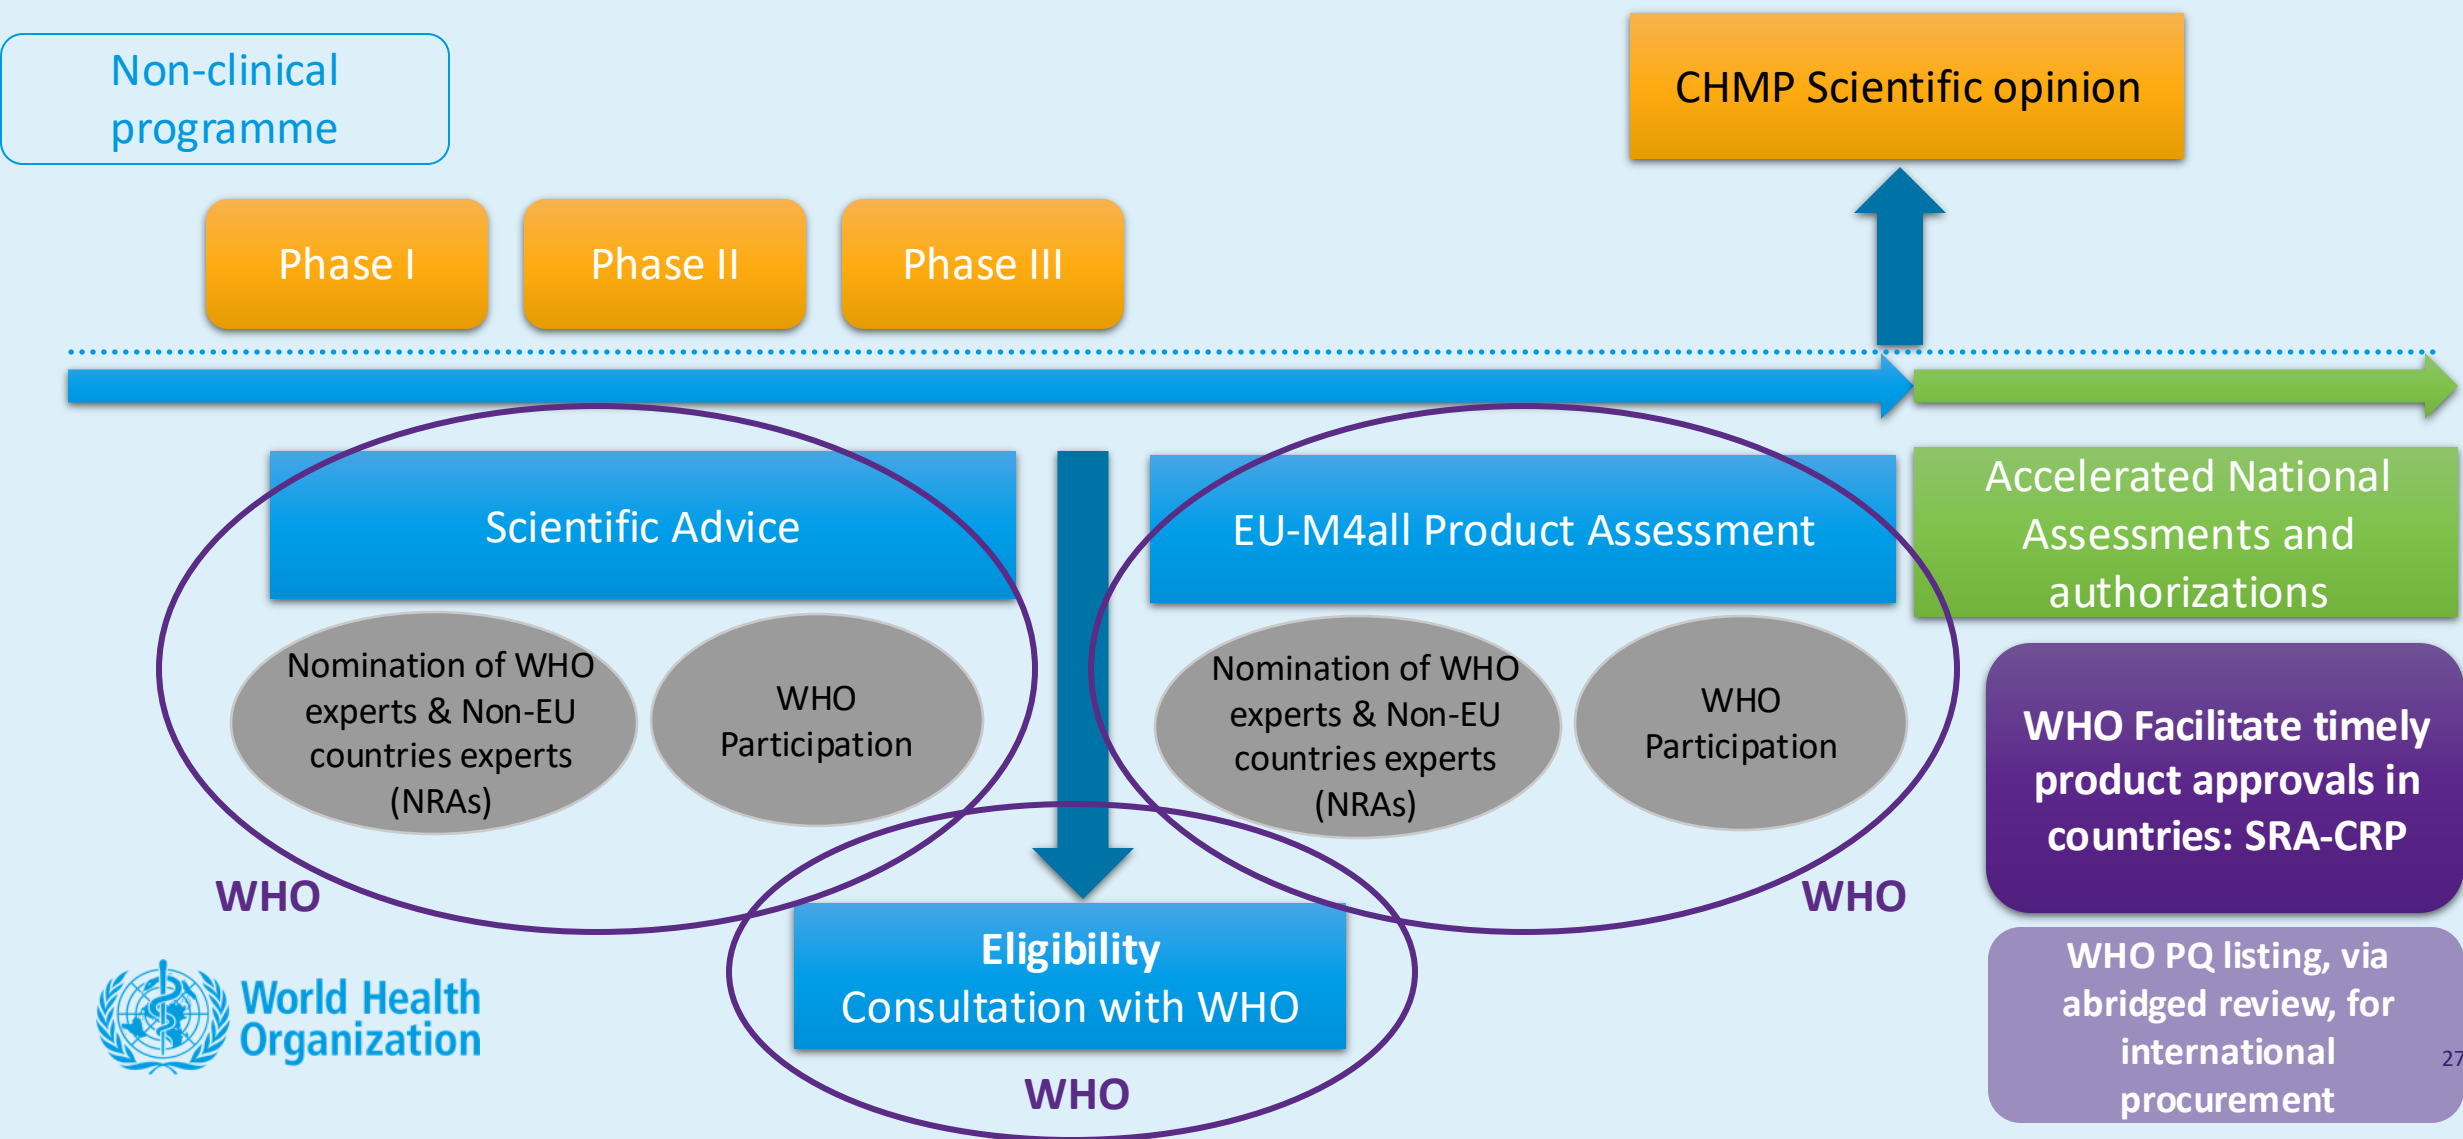 Non-clinical
programme
CHMP Scientific opinion
Phase I
Phase II
Phase III
Scientific Advice
EU-M4all Product Assessment
Accelerated National
Assessments and
authorizations
Nomination of WHO
experts & Non-EU
countries experts
(NRAs)
WHO
Participation
Nomination of WHO
experts & Non-EU
countries experts
(NRAs)
WHO
Participation
WHO Facilitate timely
product approvals in
countries: SRA-CRP
WHO
WHO
Eligibility
Consultation with WHO
WHO
World Health
Organization
WHO PQ listing, via
abridged review, for
international
procurement
27